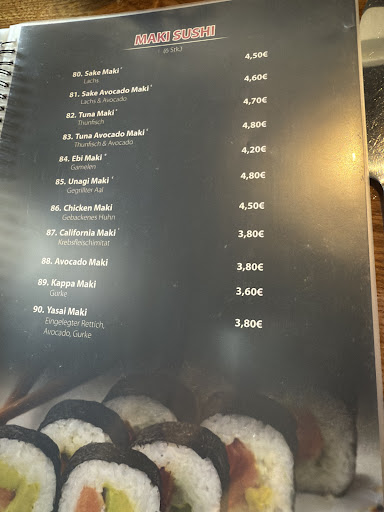 MAKI SUSHI
(6 Stk.)
80. Sake Maki* 4,50€
Lachs
81. Sake Avocado Maki* 4,60€
Lachs & Avocado
82. Tuna Maki* 4,70€
Thunfisch
83. Tuna Avocado Maki* 4,80€
Thunfisch & Avocado
84. Ebi Maki* 4,20€
Garnelen
85. Unagi Maki* 4,80€
Gegrillter Aal
86. Chicken Maki 4,50€
Gebackenes Huhn
87. California Maki* 3,80€
Krebsfleischimitat
88. Avocado Maki 3,80€
89. Kappa Maki 3,60€
Gurke
90. Yasai Maki, 3,80€
Eingelegter Rettich,
Avocado, Gurke